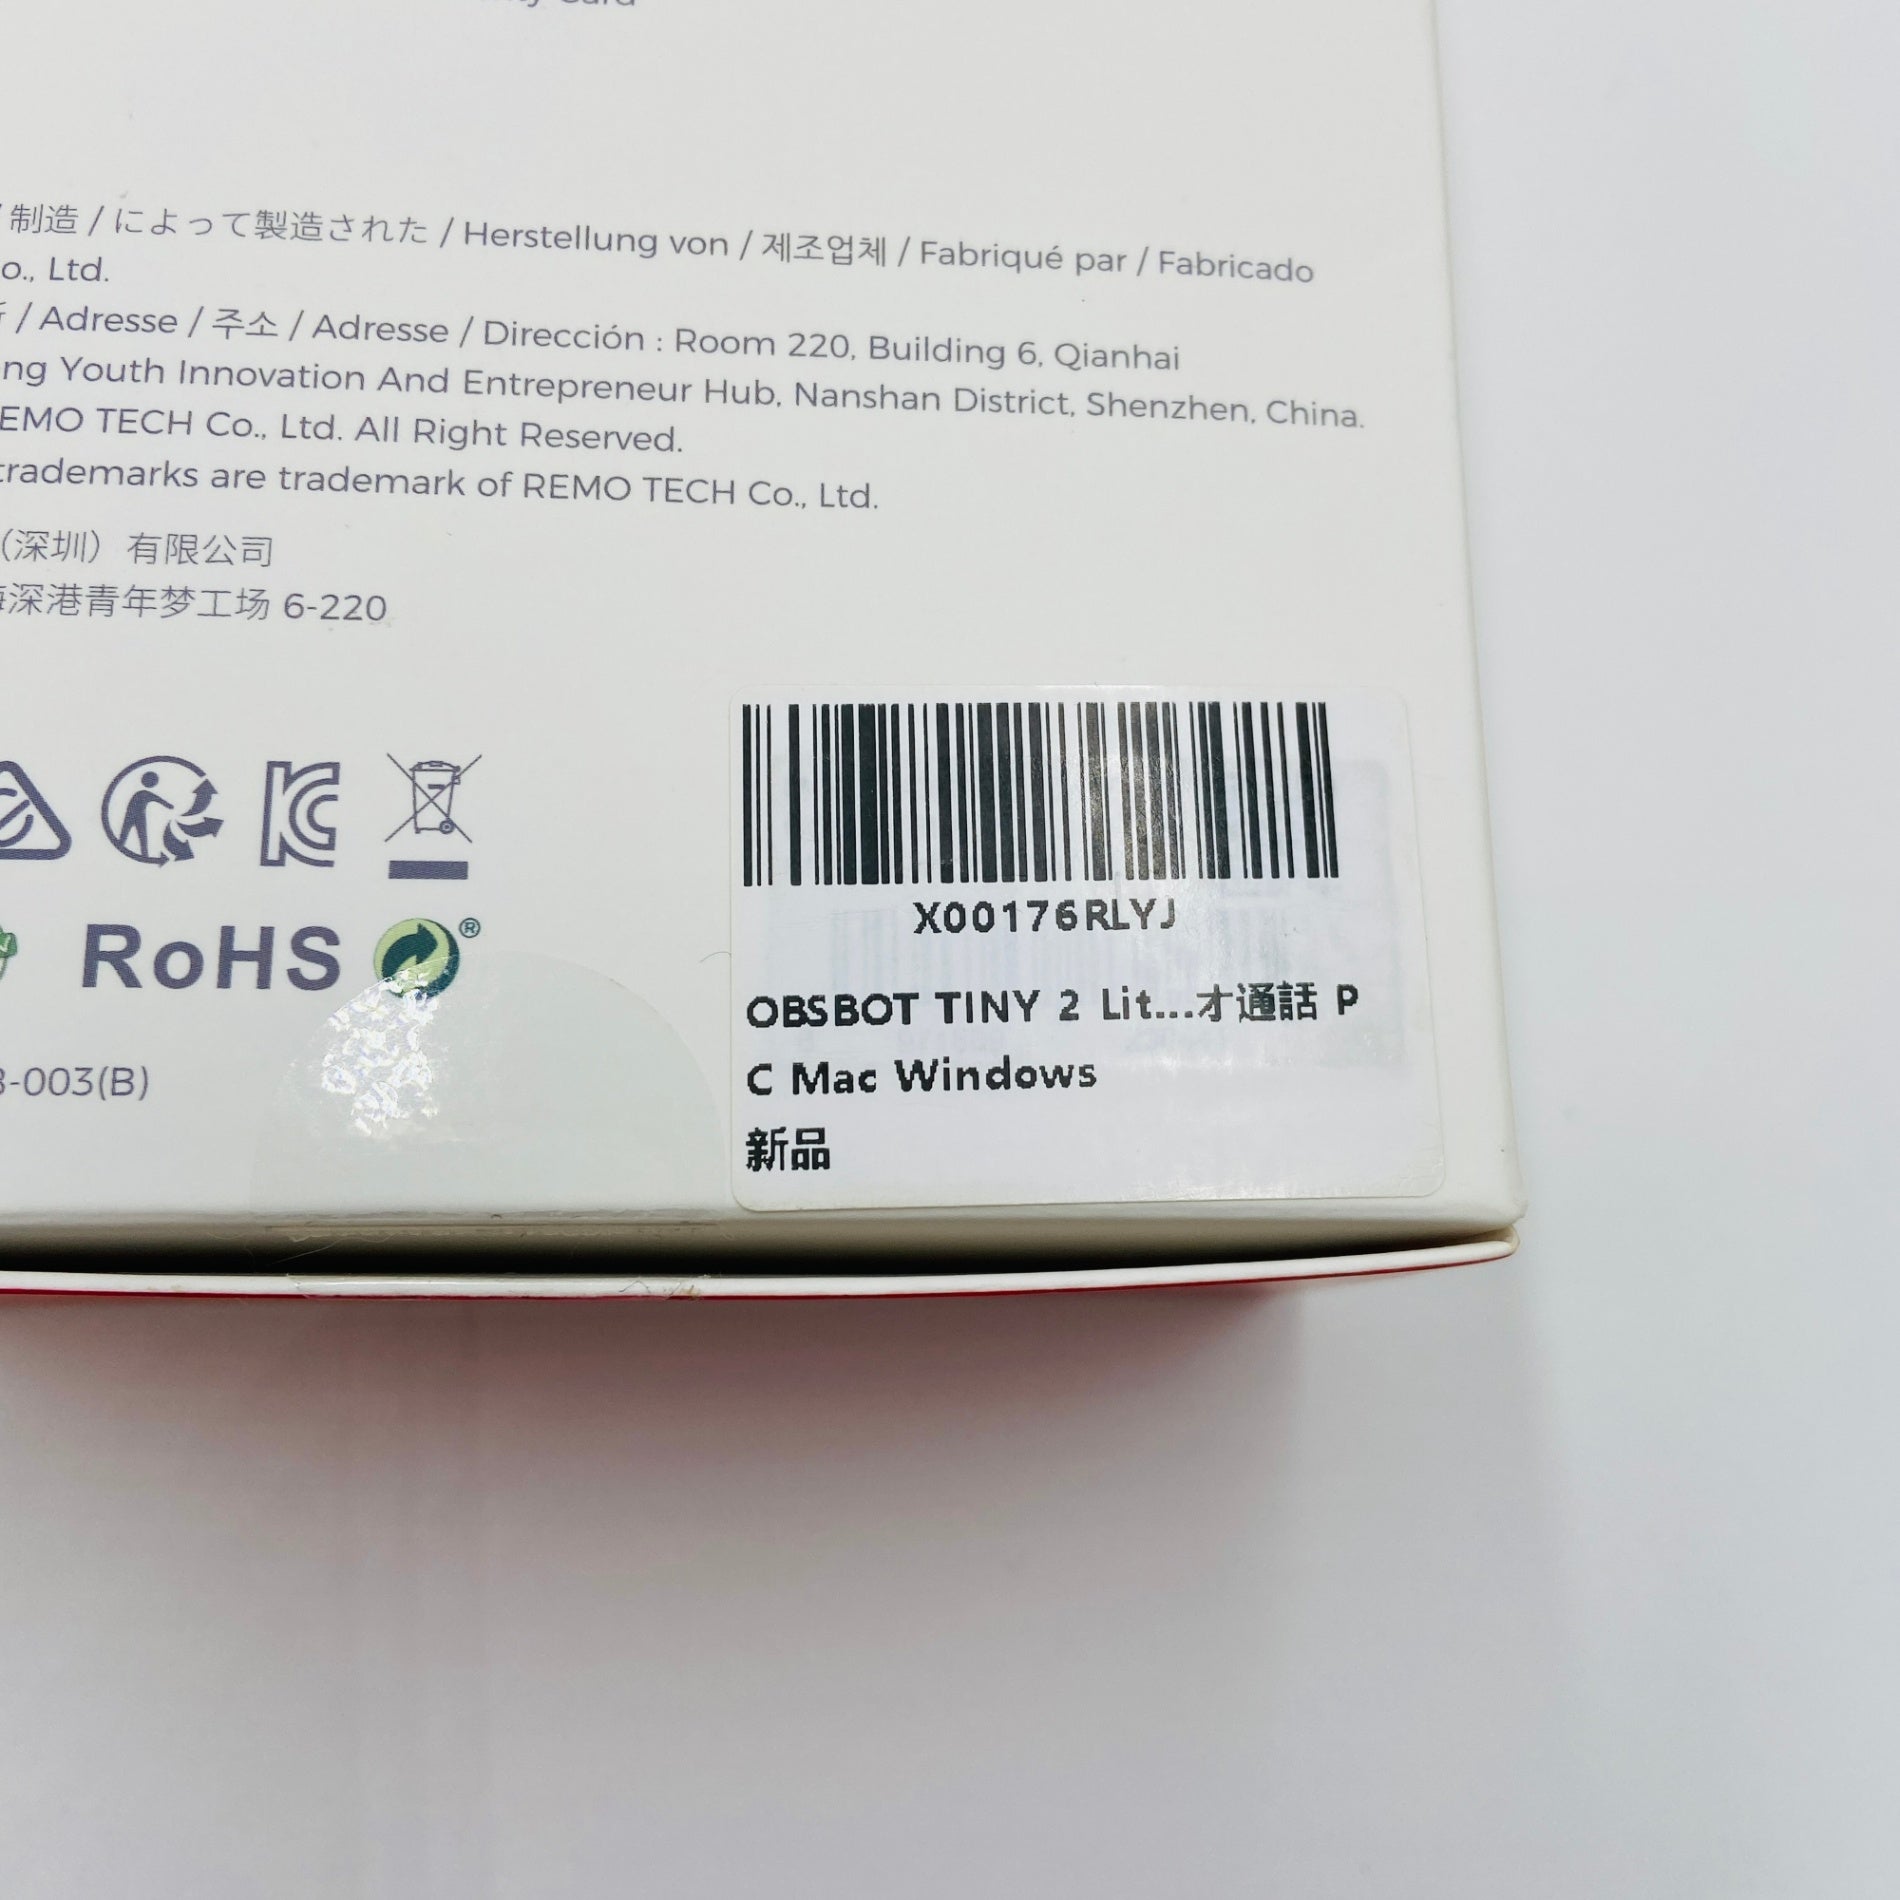 Card
/ 制造 / によって製造された / Herstellung von / 제조업체 / Fabriqué par / Fabricado
o., Ltd.
/ Adresse / 주소 / Adresse / Dirección : Room 220, Building 6, Qianhai
ng Youth Innovation And Entrepreneur Hub, Nanshan District, Shenzhen, China.
EMO TECH Co., Ltd. All Right Reserved.
trademarks are trademark of REMO TECH Co., Ltd.
（深圳）有限公司
深港青年梦工场 6-220
RoHS ®
-003(B)
X00176RLYJ
OBSBOT TINY 2 Lit...オ通話 P
C Mac Windows
新品